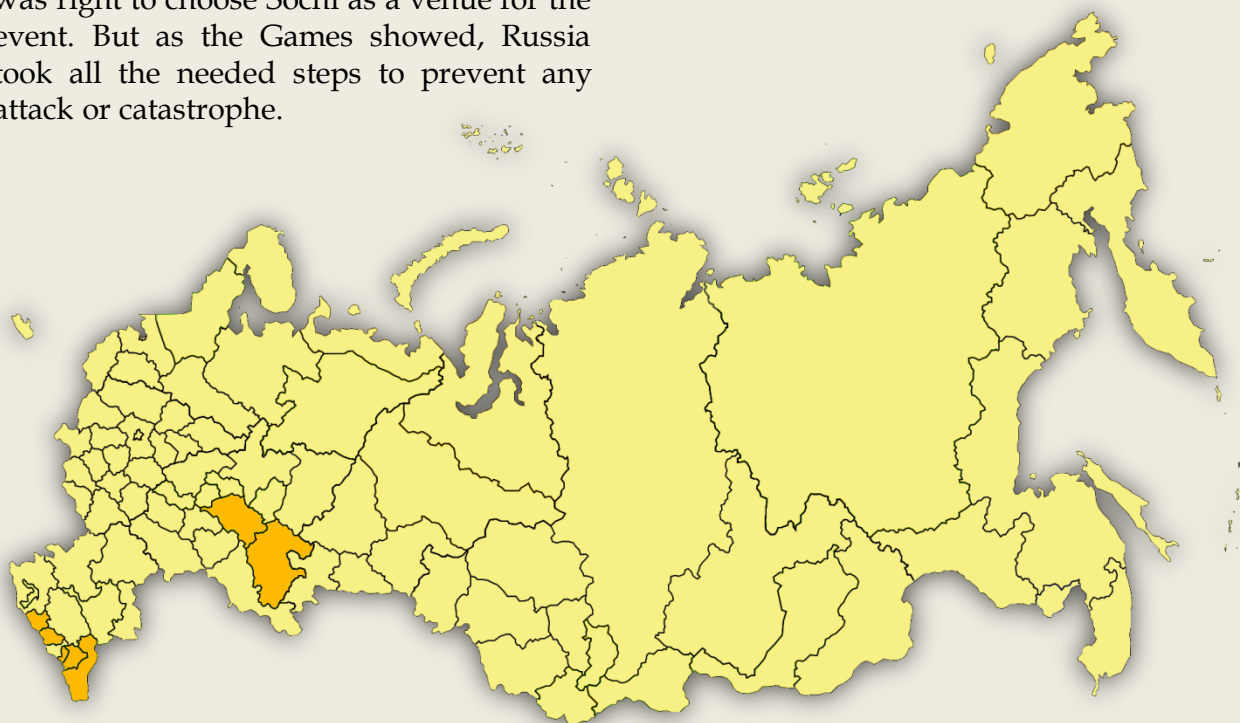 was right to choose Sochi as a venue for the
event. But as the Games showed, Russia
took all the needed steps to prevent any
attack or catastrophe.